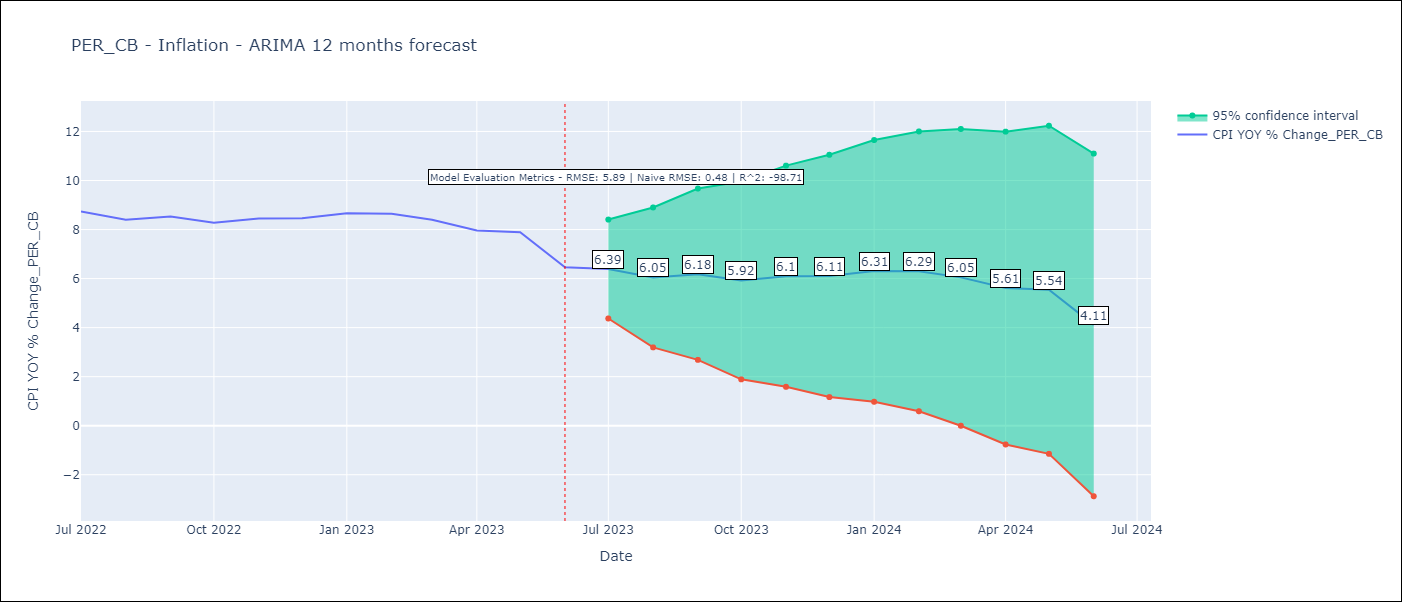 PER_CB - Inflation - ARIMA 12 months forecast
95% confidence interval
CPI YOY % Change_PER_CB
Model Evaluation Metrics - RMSE: 5.89 | Naive RMSE: 0.48 | R^2: -98.71
CPI YOY % Change_PER_CB
12
10
8
6
4
2
0
−2
6.39
6.05
6.18
5.92
6.1
6.11
6.31
6.29
6.05
5.61
5.54
4.11
Jul 2022
Oct 2022
Jan 2023
Apr 2023
Jul 2023
Oct 2023
Jan 2024
Apr 2024
Jul 2024
Date